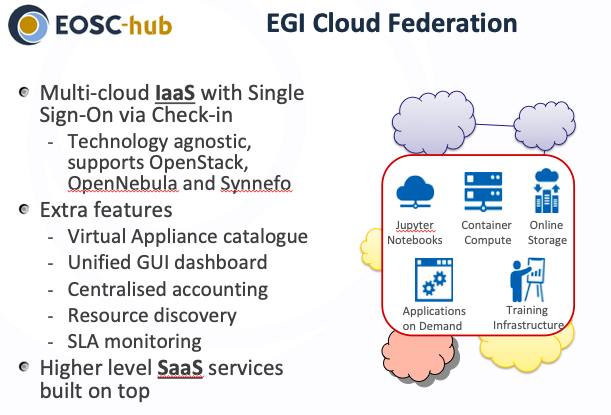 EOSC-hub
EGI Cloud Federation
Multi-cloud IaaS with Single
Sign-On via Check-in
- Technology agnostic,
supports OpenStack,
OpenNebula and Synnefo
Extra features
- Virtual Appliance catalogue
- Unified GUI dashboard
- Centralised accounting
- Resource discovery
- SLA monitoring
Higher level SaaS services
built on top
Jupyter
Notebooks
Container
Compute
Online
Storage
Applications
on Demand
Training
Infrastructure